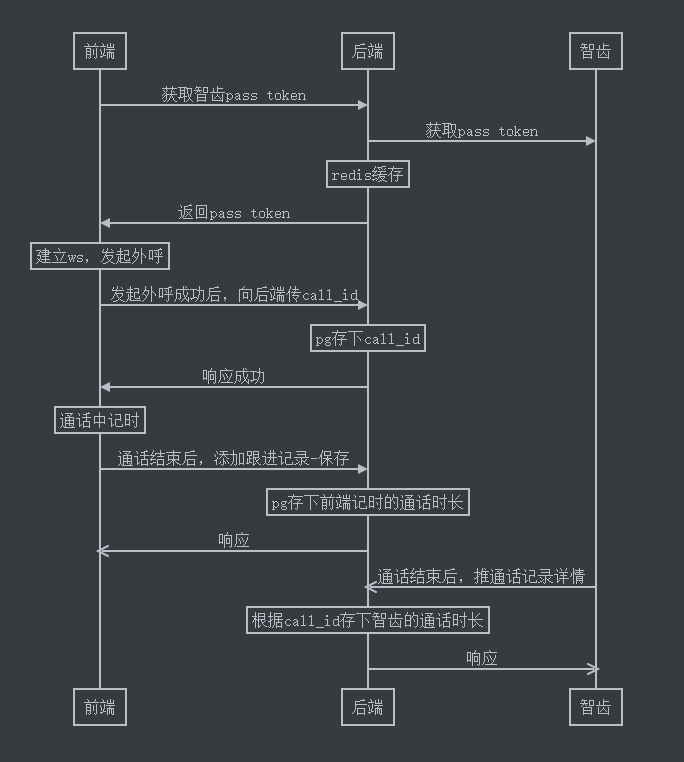 前端
后端
智齿
获取智齿pass token
获取pass token
redis缓存
返回pass token
建立ws, 发起外呼
发起外呼成功后，向后端传call_id
pg存下call_id
响应成功
通话中记时
通话结束后，添加跟进记录-保存
pg存下前端记时的通话时长
响应
通话结束后，推通话记录详情
根据call_id存下智齿的通话时长
响应
前端
后端
智齿